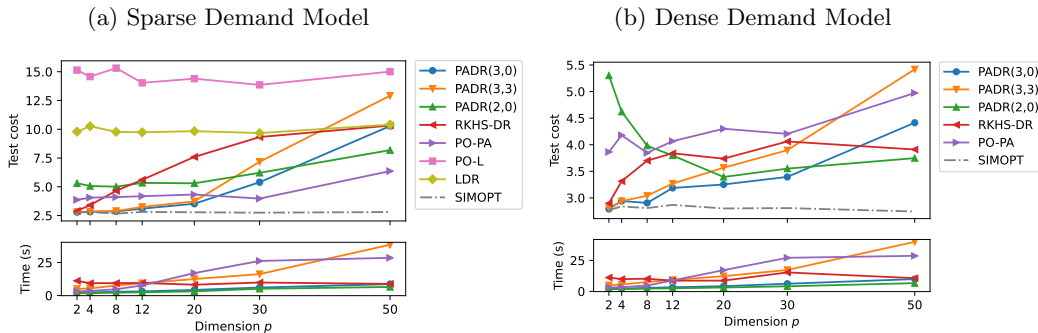 (a) Sparse Demand Model
15.0
12.5
10.0
7.5
5.0
2.5
Test cost
PADR(3,0)
PADR(3,3)
PADR(2,0)
RKHS-DR
PO-PA
PO-L
LDR
SIMOPT
25
0
Time (s)
2 4 8 12 20 30 50
Dimension p
(b) Dense Demand Model
5.5
5.0
4.5
4.0
3.5
3.0
Test cost
PADR(3,0)
PADR(3,3)
PADR(2,0)
RKHS-DR
PO-PA
SIMOPT
25
0
Time (s)
2 4 8 12 20 30 50
Dimension p